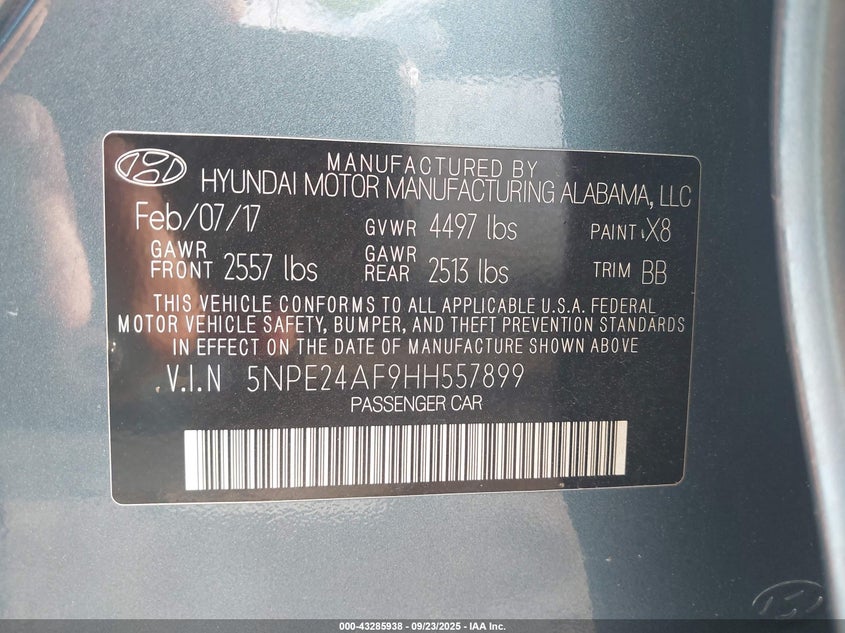 MANUFACTURED BY
HYUNDAI MOTOR MANUFACTURING ALABAMA, LLC
Feb/07/17 GVWR 4497 lbs PAINT X8
GAWR FRONT 2557 lbs GAWR REAR 2513 lbs TRIM BB
THIS VEHICLE CONFORMS TO ALL APPLICABLE U.S.A. FEDERAL
MOTOR VEHICLE SAFETY, BUMPER, AND THEFT PREVENTION STANDARDS
IN EFFECT ON THE DATE OF MANUFACTURE SHOWN ABOVE
V.I.N 5NPE24AF9HH557899
PASSENGER CAR
000-43285938 - 09/23/2025 - IAA Inc.